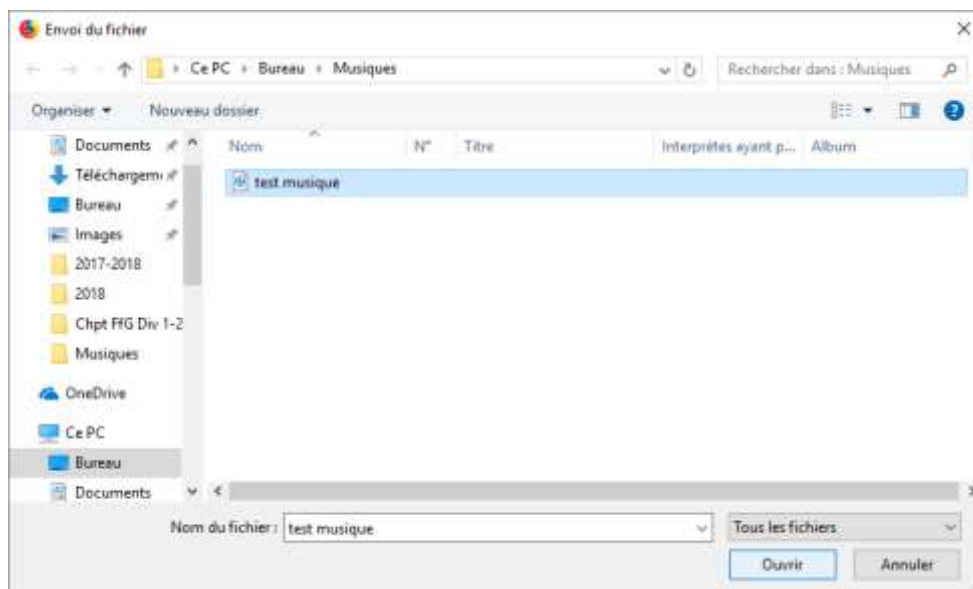 Envoi du fichier
Ce PC › Bureau › Musiques
Rechercher dans : Musiques
Organiser
Nouveau dossier
Nom N° Titre Interprètes ayant p... Album
test musique
Documents
Téléchargem
Bureau
Images
2017-2018
2018
Chpt FfG Div 1-2
Musiques
OneDrive
Ce PC
Bureau
Documents
Nom du fichier : test musique
Tous les fichiers
Ouvrir Annuler